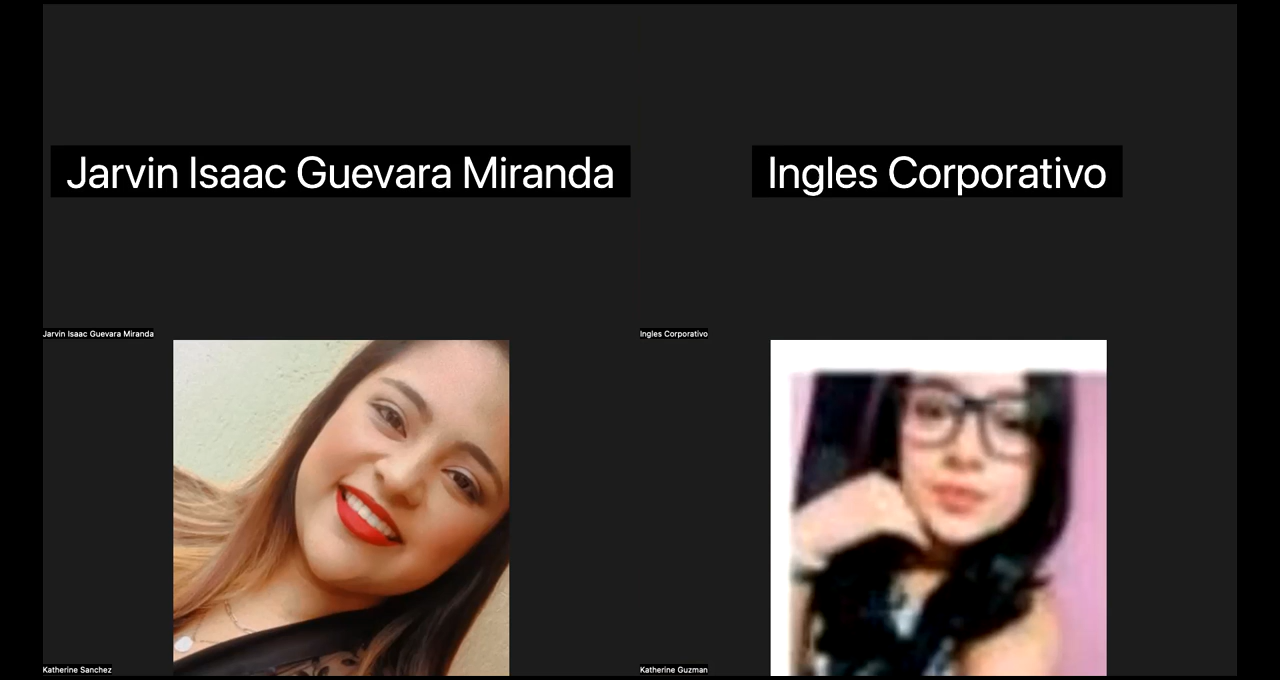 Jarvin Isaac Guevara Miranda
Ingles Corporativo
Jarvin Isaac Guevara Miranda
Ingles Corporativo
Katherine Sanchez
Katherine Guzman